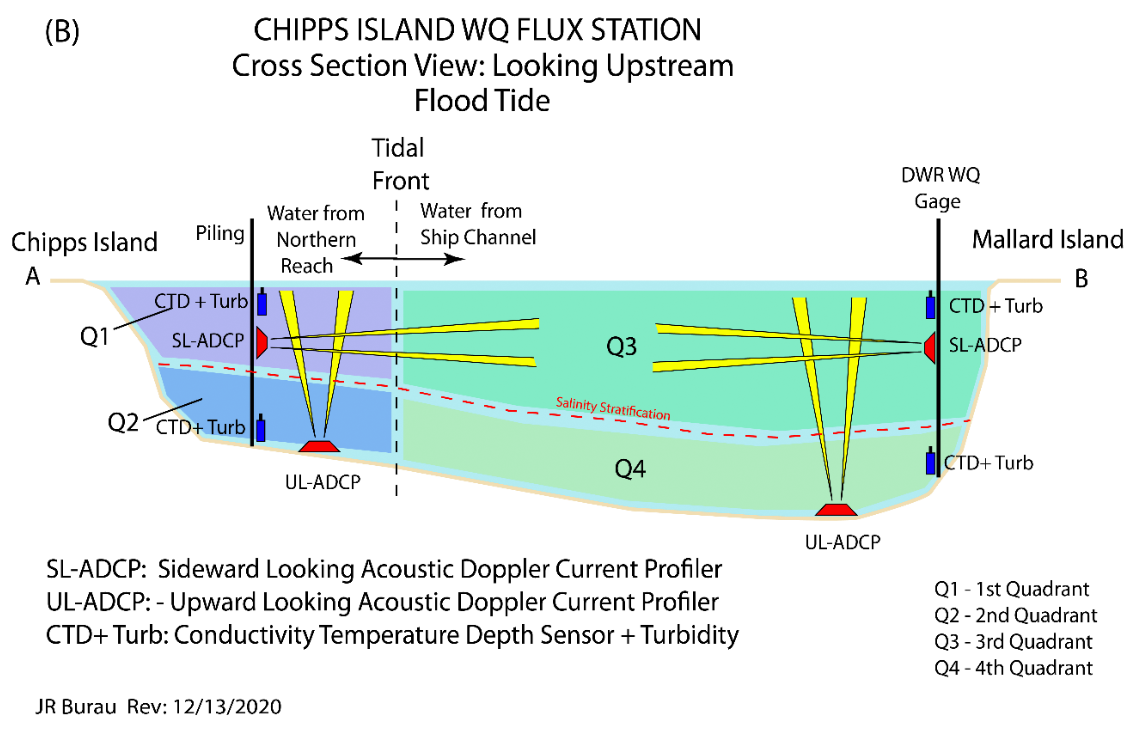 (B)
CHIPPS ISLAND WQ FLUX STATION
Cross Section View: Looking Upstream
Flood Tide
Tidal
Front
DWR WQ
Gage
Water from
Northern
Reach
Water from
Ship Channel
Piling
Chipps Island
A
Mallard Island
B
CTD + Turb
CTD + Turb
Q1
SL-ADCP
Q3
SL-ADCP
Salinity Stratification
Q2
CTD+ Turb
Q4
CTD+ Turb
UL-ADCP
UL-ADCP
SL-ADCP: Sideward Looking Acoustic Doppler Current Profiler
UL-ADCP: - Upward Looking Acoustic Doppler Current Profiler
CTD+ Turb: Conductivity Temperature Depth Sensor + Turbidity
Q1 - 1st Quadrant
Q2 - 2nd Quadrant
Q3 - 3rd Quadrant
Q4 - 4th Quadrant
JR Burau Rev: 12/13/2020